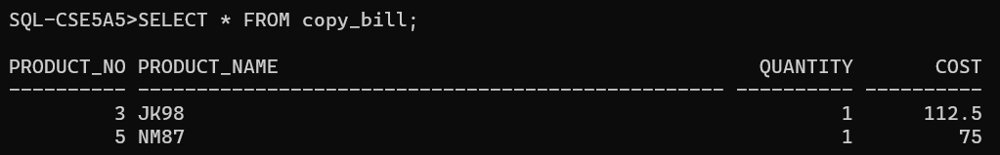 SQL-CSE5A5>SELECT * FROM copy_bill;
PRODUCT_NO PRODUCT_NAME                                         QUANTITY       COST
---------- -------------------------------------------------- ---------- ----------
         3 JK98                                                        1      112.5
         5 NM87                                                        1         75